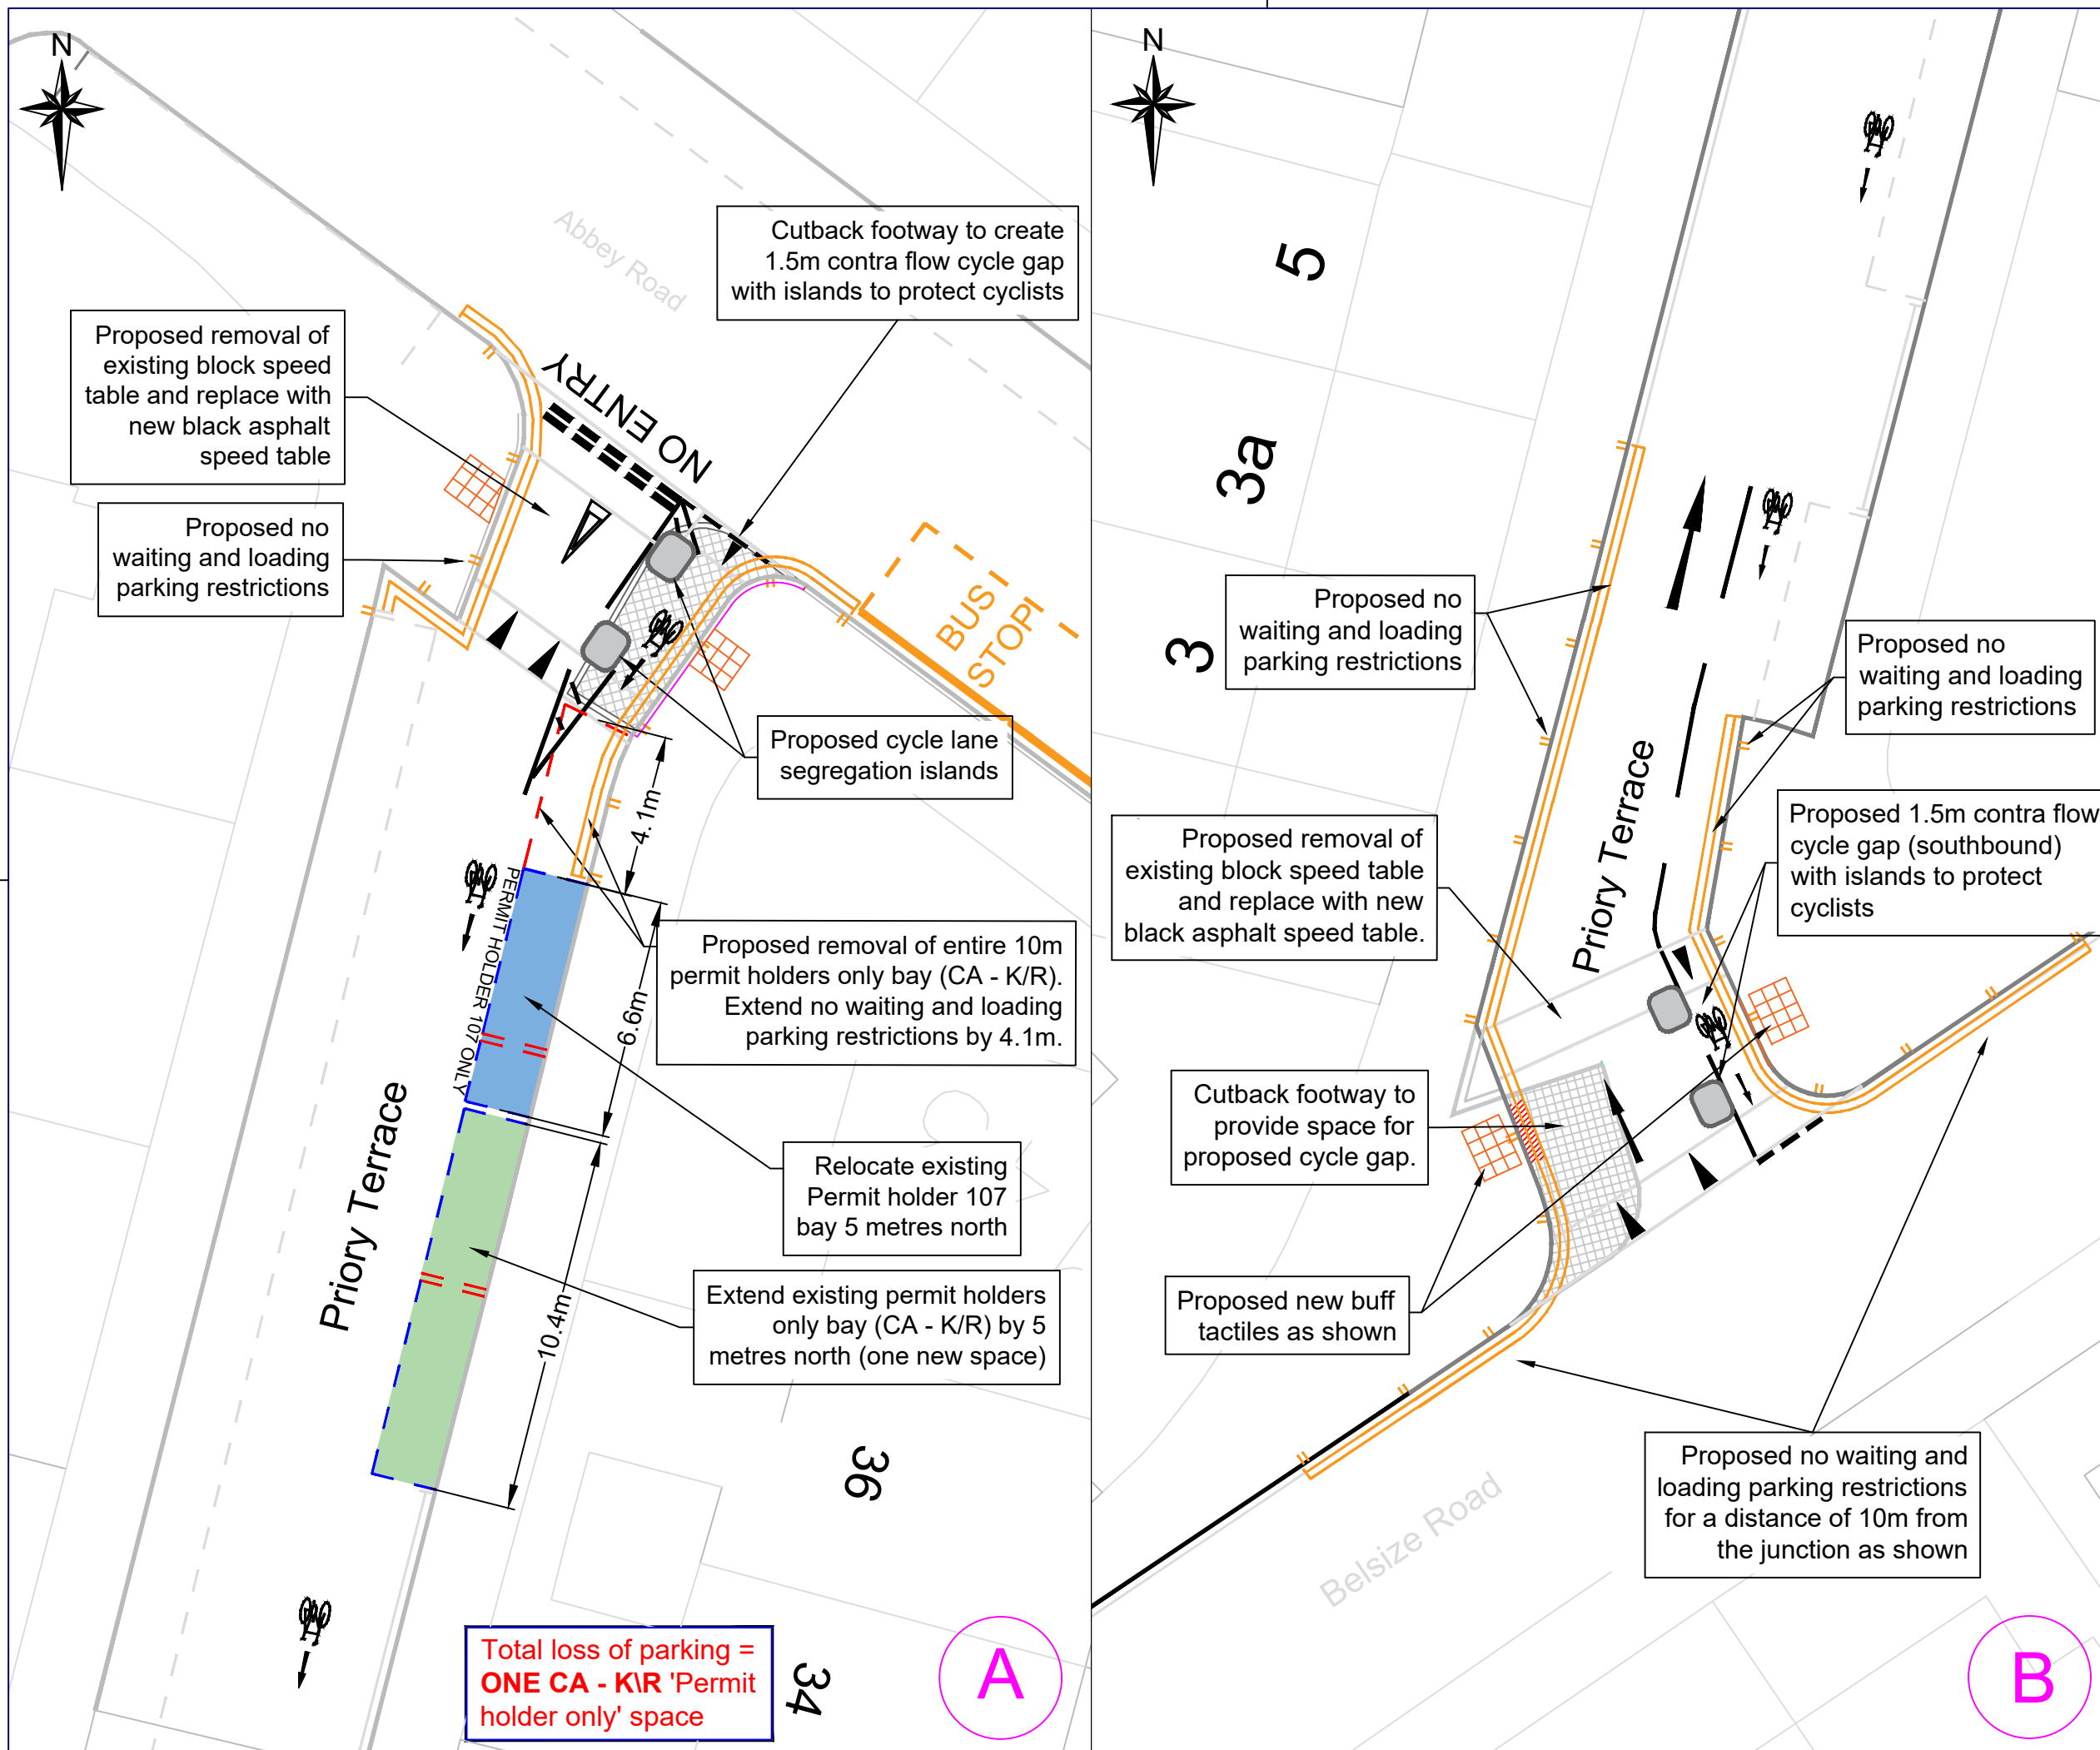 N
Abbey Road
Cutback footway to create
1.5m contra flow cycle gap
with islands to protect cyclists
Proposed removal of
existing block speed
table and replace with
new black asphalt
speed table
NO ENTRY
Proposed no
waiting and loading
parking restrictions
BUS
STOP
Proposed cycle lane
segregation islands
4.1m
PERMIT HOLDER 107 ONLY
Proposed removal of entire 10m
permit holders only bay (CA - K/R).
Extend no waiting and loading
parking restrictions by 4.1m.
6.6m
Relocate existing
Permit holder 107
bay 5 metres north
Priory Terrace
Extend existing permit holders
only bay (CA - K/R) by 5
metres north (one new space)
10.4m
36
34
Total loss of parking =
ONE CA - K\R 'Permit
holder only' space
A
N
5
3a
3
Proposed no
waiting and loading
parking restrictions
Proposed no
waiting and loading
parking restrictions
Priory Terrace
Proposed 1.5m contra flow
cycle gap (southbound)
with islands to protect
cyclists
Proposed removal of
existing block speed table
and replace with new
black asphalt speed table.
Cutback footway to
provide space for
proposed cycle gap.
Proposed new buff
tactiles as shown
Belsize Road
Proposed no waiting and
loading parking restrictions
for a distance of 10m from
the junction as shown
B